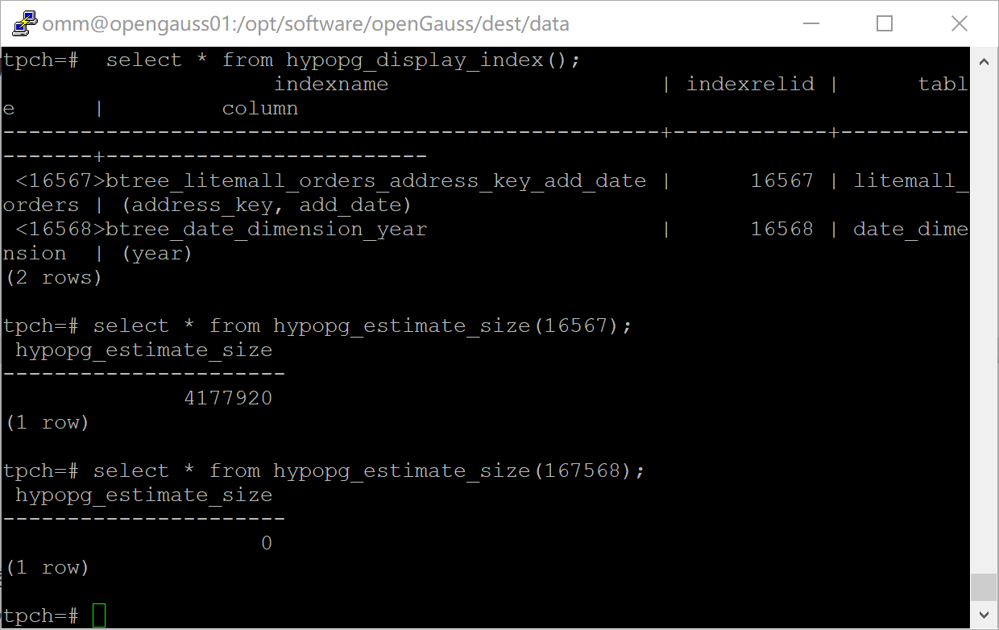 omm@opengauss01:/opt/software/openGauss/dest/data
tpch=#  select * from hypopg_display_index();
                     indexname                      | indexrelid |      tabl
e      |         column
---------------------------------------------------+------------+----------
-------+-------------------------
 <16567>btree_litemall_orders_address_key_add_date |      16567 | litemall_
orders | (address_key, add_date)
 <16568>btree_date_dimension_year                  |      16568 | date_dime
nsion  | (year)
(2 rows)
tpch=# select * from hypopg_estimate_size(16567);
 hypopg_estimate_size
----------------------
              4177920
(1 row)
tpch=# select * from hypopg_estimate_size(167568);
 hypopg_estimate_size
----------------------
                    0
(1 row)
tpch=#